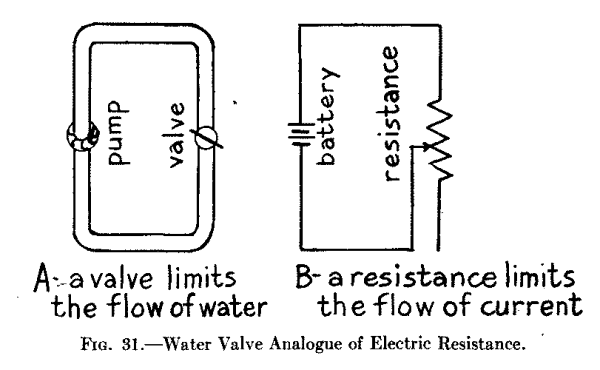 pump
valve
battery
resistance
A- a valve limits
the flow of water
B- a resistance limits
the flow of current
FIG. 31.—Water Valve Analogue of Electric Resistance.